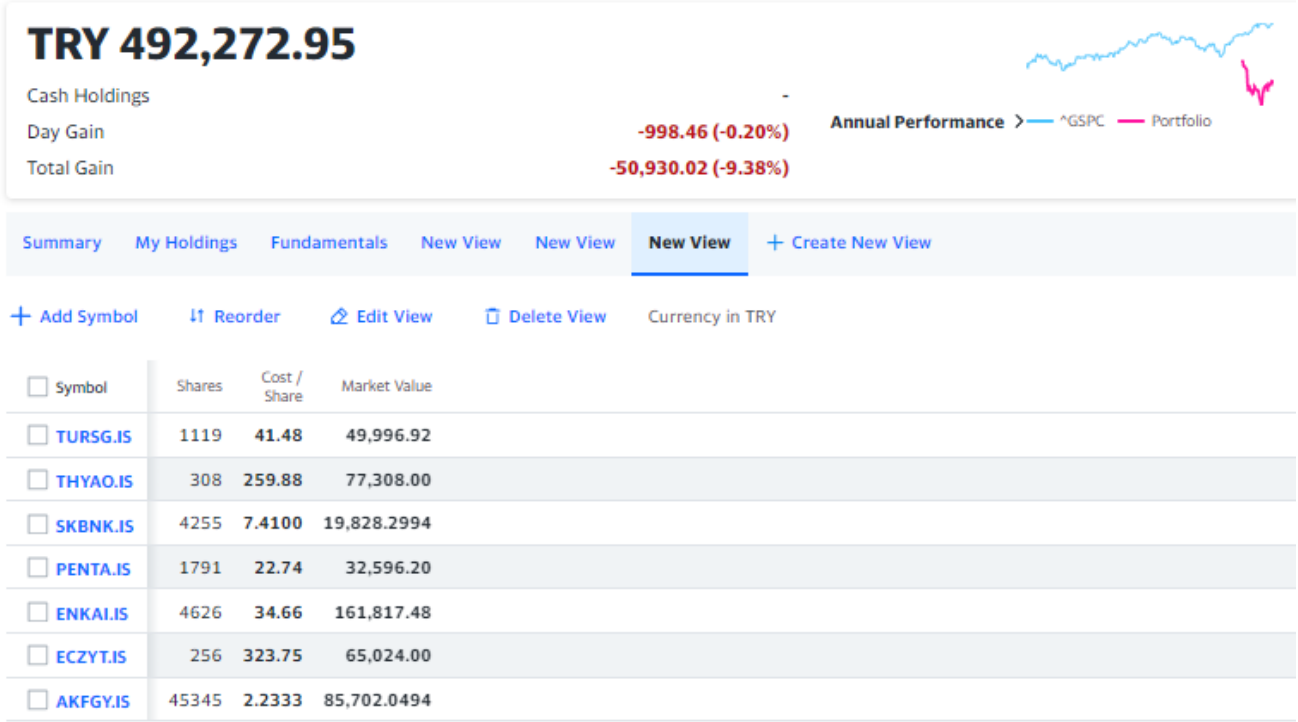 TRY 492,272.95
Cash Holdings -
Day Gain -998.46 (-0.20%)
Total Gain -50,930.02 (-9.38%)
Annual Performance > ^GSPC Portfolio
Summary My Holdings Fundamentals New View New View New View + Create New View
+ Add Symbol Reorder Edit View Delete View Currency in TRY
Symbol Shares Cost / Share Market Value
TURSG.IS 1119 41.48 49,996.92
THYAO.IS 308 259.88 77,308.00
SKBNK.IS 4255 7.4100 19,828.2994
PENTA.IS 1791 22.74 32,596.20
ENKAI.IS 4626 34.66 161,817.48
ECZYT.IS 256 323.75 65,024.00
AKFGY.IS 45345 2.2333 85,702.0494